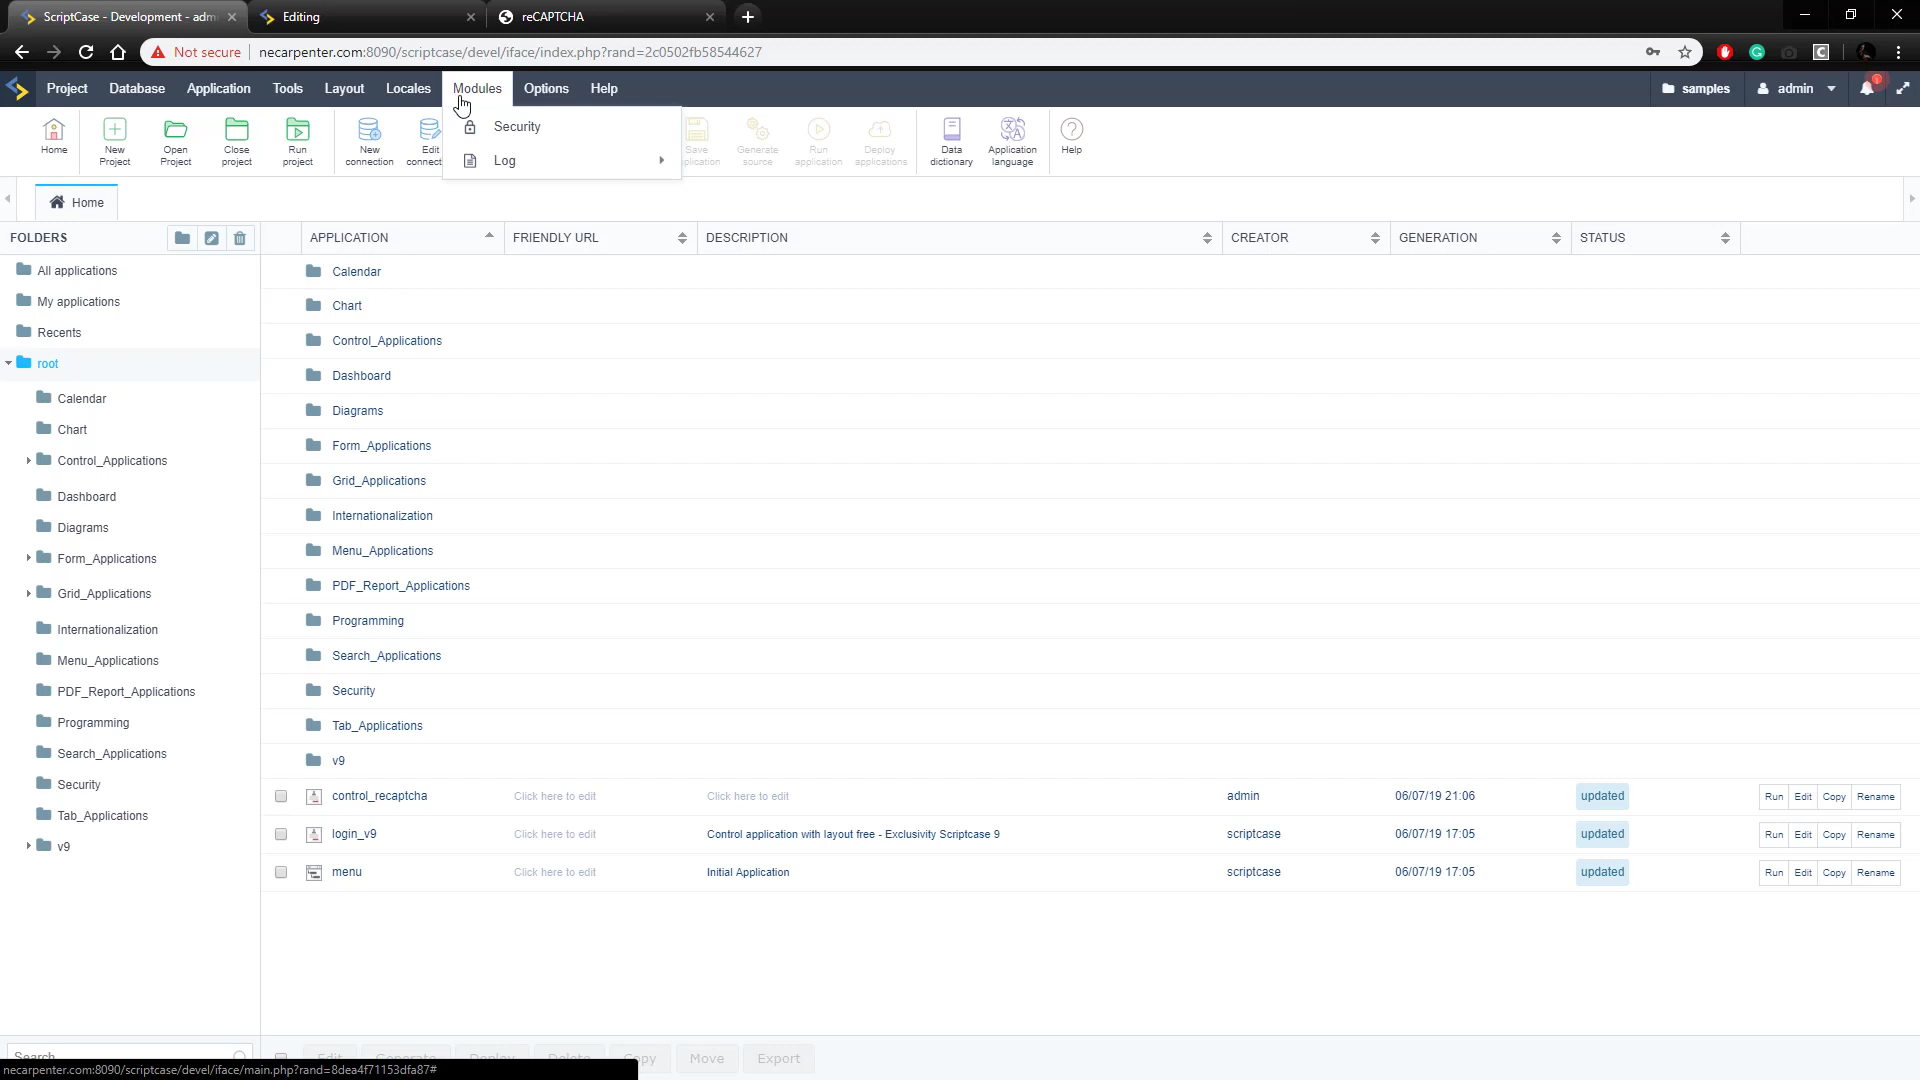 ScriptCase - Development - adm
Editing
reCAPTCHA
Not secure
necarpenter.com:8090/scriptcase/devel/iface/index.php?rand=2c0502fb58544627
Project
Database
Application
Tools
Layout
Locales
Modules
Options
Help
samples
admin
1
Home
New Project
Open Project
Close project
Run project
New connection
Edit connect
Security
Log
Save
plication
Generate source
Run application
Deploy applications
Data dictionary
Application language
Help
Home
FOLDERS
APPLICATION
FRIENDLY URL
DESCRIPTION
CREATOR
GENERATION
STATUS
All applications
My applications
Recents
root
Calendar
Chart
Control_Applications
Dashboard
Diagrams
Form_Applications
Grid_Applications
Internationalization
Menu_Applications
PDF_Report_Applications
Programming
Search_Applications
Security
Tab_Applications
v9
Calendar
Chart
Control_Applications
Dashboard
Diagrams
Form_Applications
Grid_Applications
Internationalization
Menu_Applications
PDF_Report_Applications
Programming
Search_Applications
Security
Tab_Applications
v9
control_recaptcha Click here to edit Click here to edit admin 06/07/19 21:06 updated Run Edit Copy Rename
login_v9 Click here to edit Control application with layout free - Exclusivity Scriptcase 9 scriptcase 06/07/19 17:05 updated Run Edit Copy Rename
menu Click here to edit Initial Application scriptcase 06/07/19 17:05 updated Run Edit Copy Rename
Search
Edit Generate Deploy Delete Copy Move Export
necarpenter.com:8090/scriptcase/devel/iface/main.php?rand=8dea4f71153dfa87#